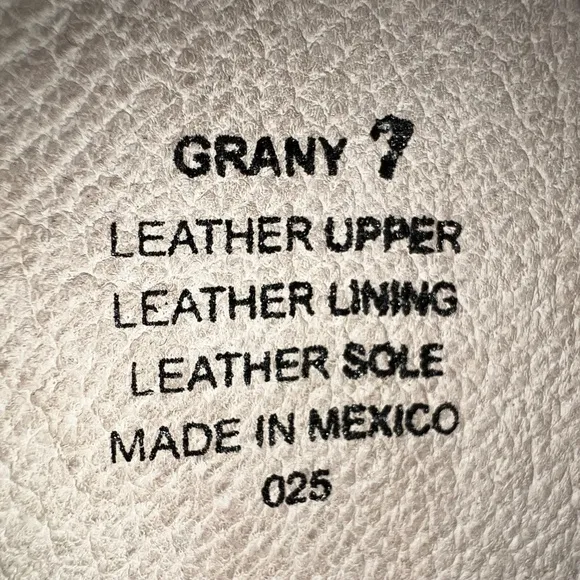 GRANY 7
LEATHER UPPER
LEATHER LINING
LEATHER SOLE
MADE IN MEXICO
025